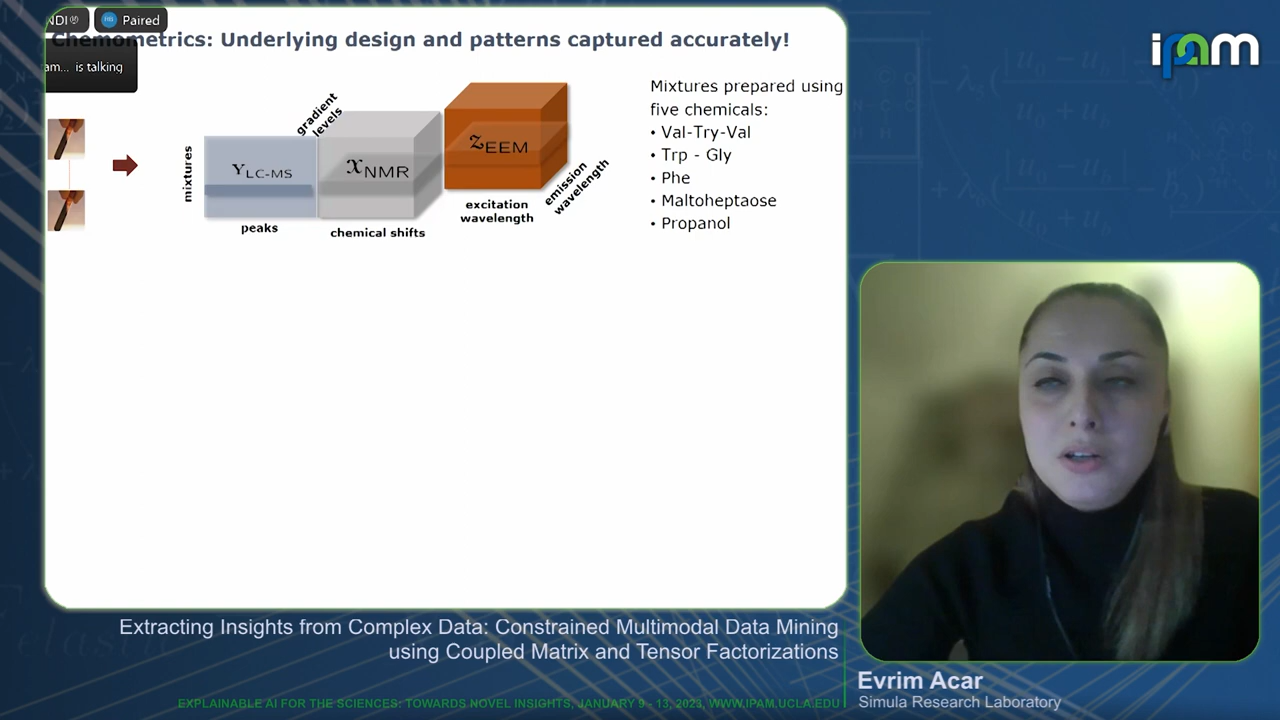 NDI
Paired
Chemometrics: Underlying design and patterns captured accurately!
am... is talking
ipam
mixtures
gradient
levels
Y LC-MS
X NMR
Z EEM
peaks
chemical shifts
excitation
wavelength
emission
wavelength
Mixtures prepared using
five chemicals:
• Val-Try-Val
• Trp - Gly
• Phe
• Maltoheptaose
• Propanol
Extracting Insights from Complex Data: Constrained Multimodal Data Mining
using Coupled Matrix and Tensor Factorizations
Evrim Acar
Simula Research Laboratory
EXPLAINABLE AI FOR THE SCIENCES: TOWARDS NOVEL INSIGHTS, JANUARY 9 - 13, 2023, WWW.IPAM.UCLA.EDU